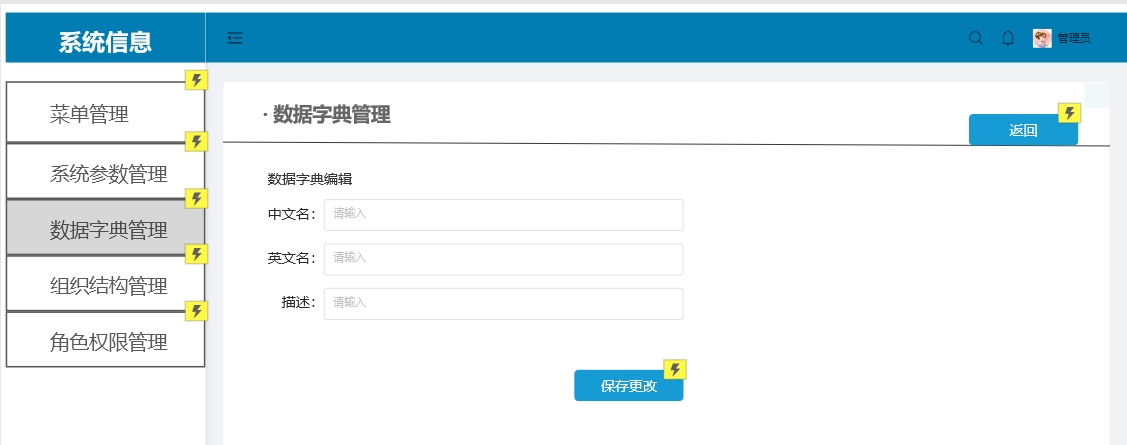 系统信息
管理员
菜单管理
系统参数管理
数据字典管理
组织结构管理
角色权限管理
· 数据字典管理
返回
数据字典编辑
中文名： 请输入
英文名： 请输入
描述： 请输入
保存更改